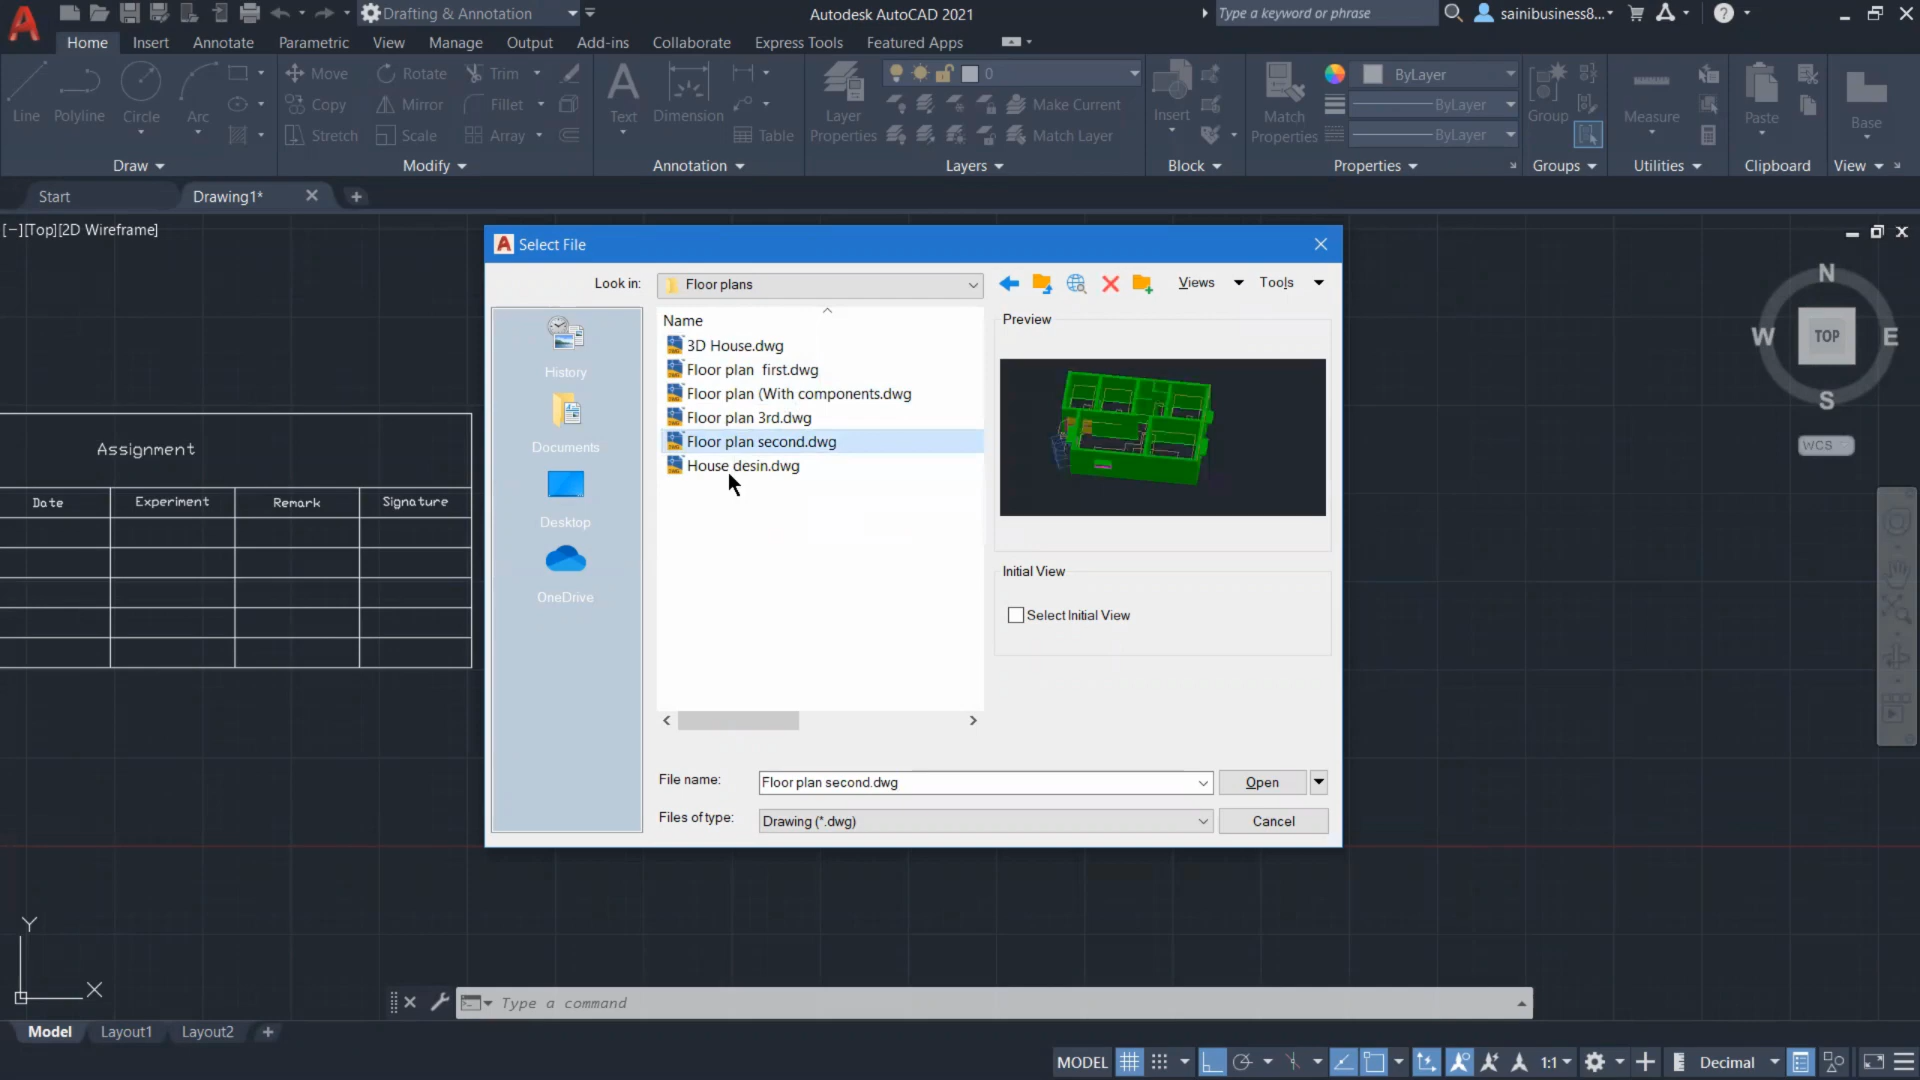 Drafting & Annotation
Autodesk AutoCAD 2021
Type a keyword or phrase
sainibusiness8...
Home
Insert
Annotate
Parametric
View
Manage
Output
Add-ins
Collaborate
Express Tools
Featured Apps
Line
Polyline
Circle
Arc
Move
Rotate
Trim
Copy
Mirror
Fillet
Stretch
Scale
Array
Text
Dimension
Table
Layer
Properties
0
Make Current
Match Layer
Insert
Match
Properties
ByLayer
ByLayer
ByLayer
Group
Measure
Paste
Base
Draw
Modify
Annotation
Layers
Block
Properties
Groups
Utilities
Clipboard
View
Start
Drawing1*
[−][Top][2D Wireframe]
Select File
Look in:
Floor plans
Views
Tools
History
Documents
Desktop
OneDrive
Name
3D House.dwg
Floor plan  first.dwg
Floor plan (With components.dwg
Floor plan 3rd.dwg
Floor plan second.dwg
House desin.dwg
Preview
Initial View
Select Initial View
File name:
Floor plan second.dwg
Open
Files of type:
Drawing (*.dwg)
Cancel
N
W
TOP
E
S
WCS
Assignment
Date
Experiment
Remark
Signature
Y
X
Type a command
Model
Layout1
Layout2
MODEL
1:1
Decimal